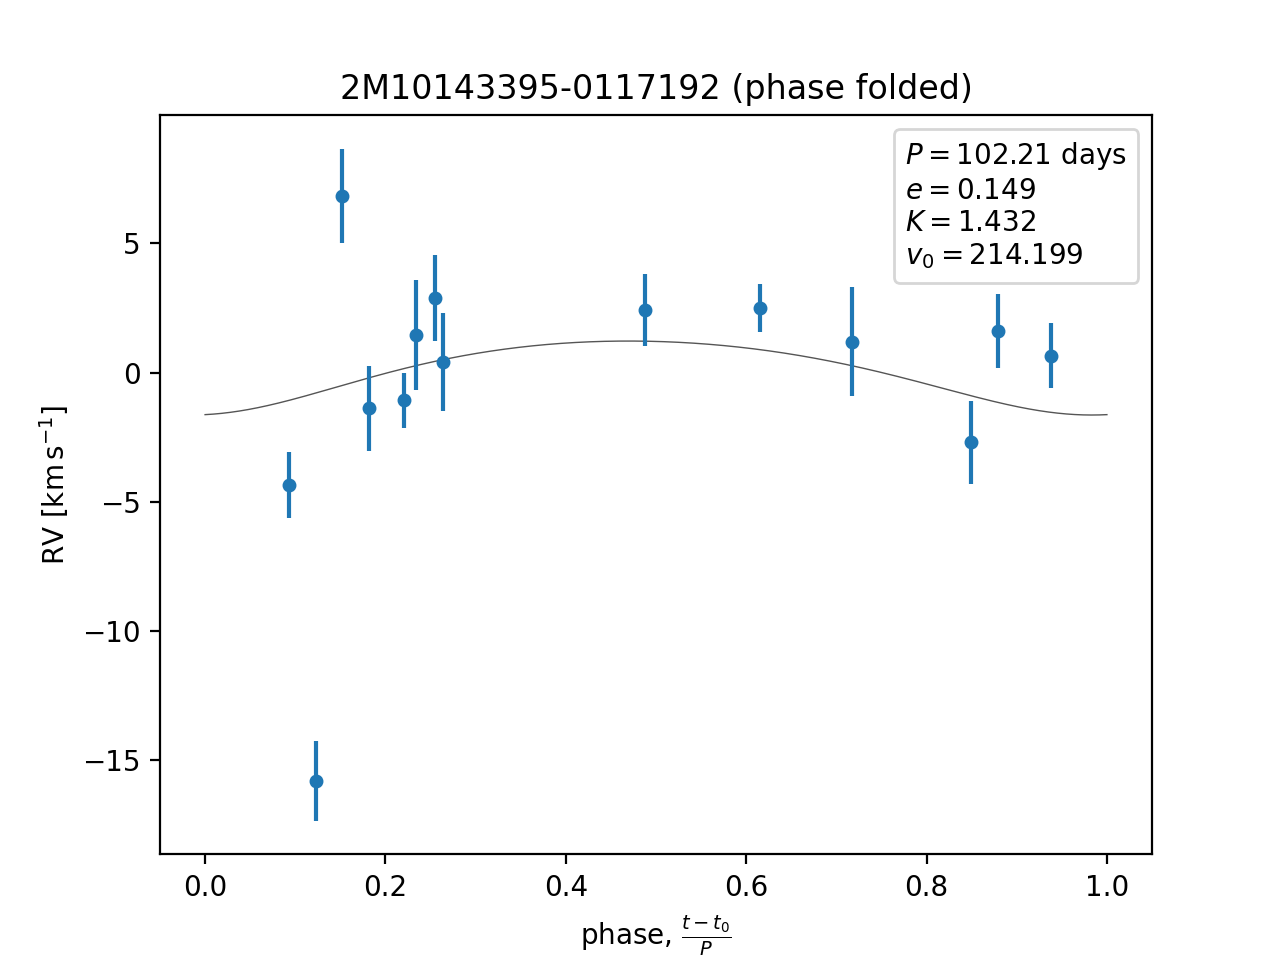 2M10143395-0117192 (phase folded)
P = 102.21 days
e = 0.149
K = 1.432
v₀ = 214.199
RV [km s⁻¹]
5
0
−5
−10
−15
0.0 0.2 0.4 0.6 0.8 1.0
phase, (t − t₀)/P